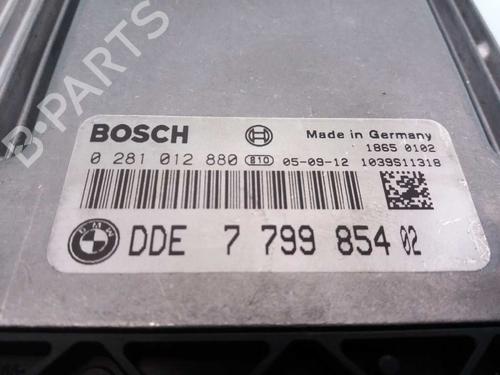 B-PARTS
BOSCH
Made in Germany
1865 0102
0 281 012 880 B10 05-09-12 1039S11318
BMW
DDE 7 799 854 02